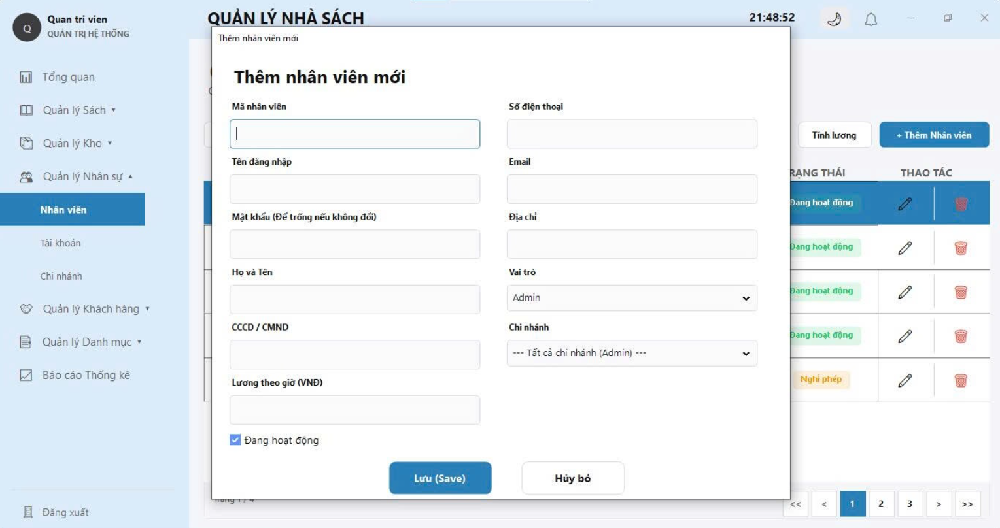 Q
Quan tri vien
QUẢN TRỊ HỆ THỐNG
Tổng quan
Quản lý Sách
Quản lý Kho
Quản lý Nhân sự
Nhân viên
Tài khoản
Chi nhánh
Quản lý Khách hàng
Quản lý Danh mục
Báo cáo Thống kê
Đăng xuất
QUẢN LÝ NHÀ SÁCH
21:48:52
Thêm nhân viên mới
Thêm nhân viên mới
Mã nhân viên
Số điện thoại
Tên đăng nhập
Email
Mật khẩu (Để trống nếu không đổi)
Địa chỉ
Họ và Tên
Vai trò
Admin
CCCD / CMND
Chi nhánh
--- Tất cả chi nhánh (Admin) ---
Lương theo giờ (VNĐ)
Đang hoạt động
Lưu (Save)
Hủy bỏ
Tính lương
+ Thêm Nhân viên
RẠNG THÁI
THAO TÁC
Đang hoạt động
Đang hoạt động
Đang hoạt động
Đang hoạt động
Nghỉ phép
Trang 1 / 4
<< < 1 2 3 > >>